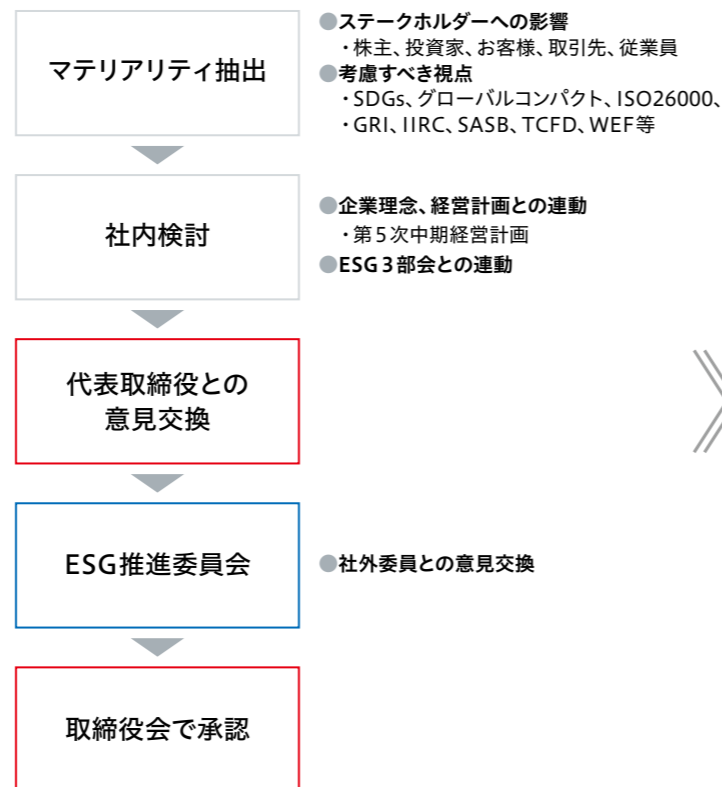 マテリアリティ抽出
●ステークホルダーへの影響
・株主、投資家、お客様、取引先、従業員
●考慮すべき視点
・SDGs、グローバルコンパクト、ISO26000、
・GRI、IIRC、SASB、TCFD、WEF等
社内検討
●企業理念、経営計画との連動
・第5次中期経営計画
●ESG3部会との連動
代表取締役との
意見交換
ESG推進委員会
●社外委員との意見交換
取締役会で承認